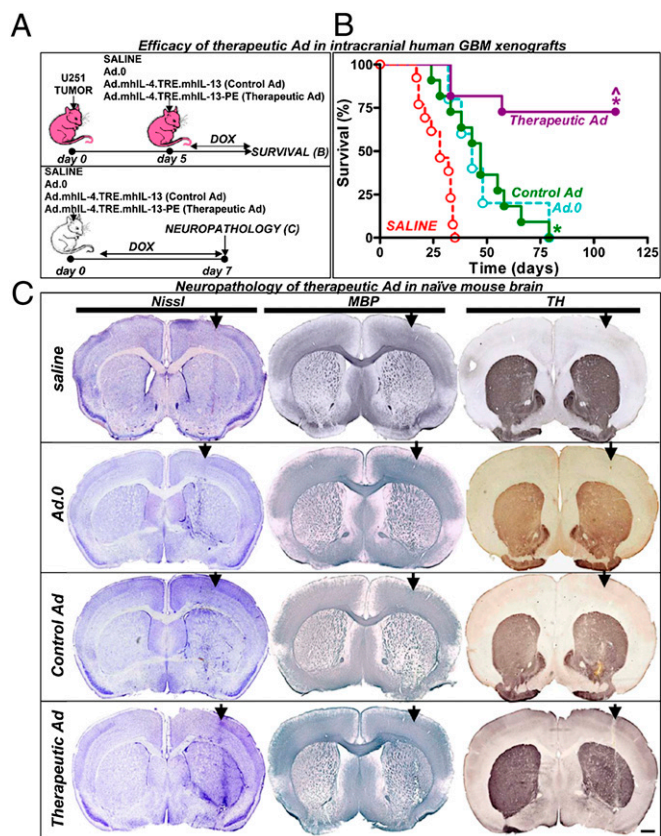 A
B
Efficacy of therapeutic Ad in intracranial human GBM xenografts
U251
TUMOR
SALINE
Ad.0
Ad.mhIL-4.TRE.mhIL-13 (Control Ad)
Ad.mhIL-4.TRE.mhIL-13-PE (Therapeutic Ad)
DOX
day 0
day 5
SURVIVAL (B)
SALINE
Ad.0
Ad.mhIL-4.TRE.mhIL-13 (Control Ad)
Ad.mhIL-4.TRE.mhIL-13-PE (Therapeutic Ad)
NEUROPATHOLOGY (C)
DOX
day 0
day 7
Survival (%)
100
75
50
25
0
^
*
Therapeutic Ad
Control Ad
Ad.0
SALINE
*
0 25 50 75 100 125
Time (days)
C
Neuropathology of therapeutic Ad in naïve mouse brain
Nissl MBP TH
saline
Ad.0
Control Ad
Therapeutic Ad